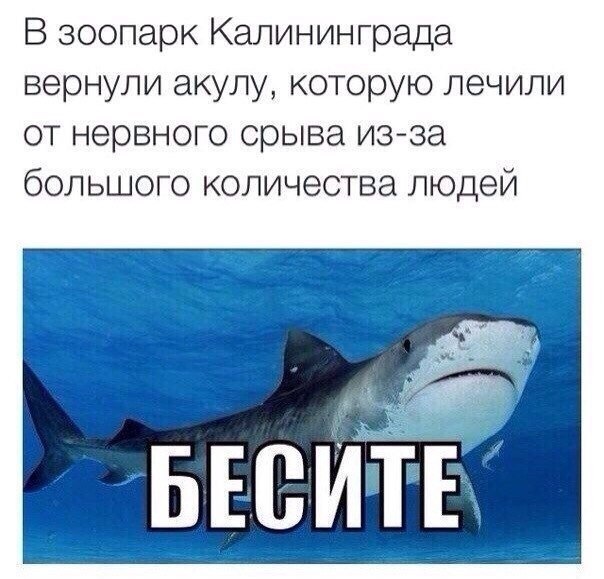 В зоопарк Калининграда
вернули акулу, которую лечили
от нервного срыва из-за
большого количества людей
БЕСИТЕ